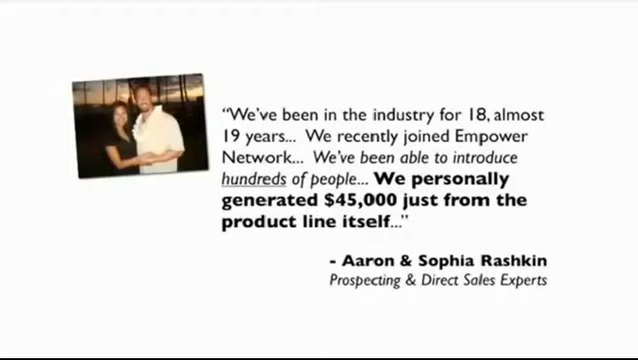 “We’ve been in the industry for 18, almost
19 years... We recently joined Empower
Network... We’ve been able to introduce
hundreds of people... We personally
generated $45,000 just from the
product line itself...”
- Aaron & Sophia Rashkin
Prospecting & Direct Sales Experts